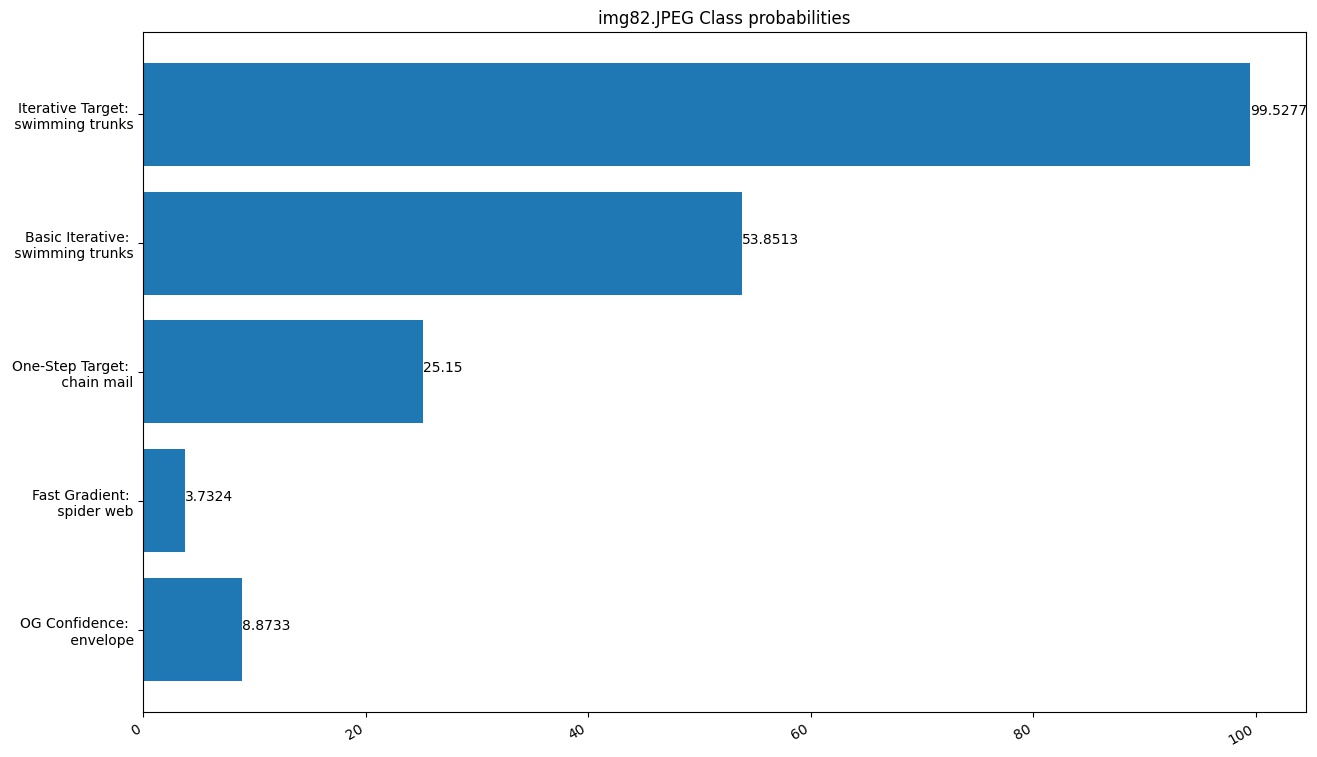 img82.JPEG Class probabilities
Iterative Target:
swimming trunks
99.5277
Basic Iterative:
swimming trunks
53.8513
One-Step Target:
chain mail
25.15
Fast Gradient:
spider web
3.7324
OG Confidence:
envelope
8.8733
0
20
40
60
80
100